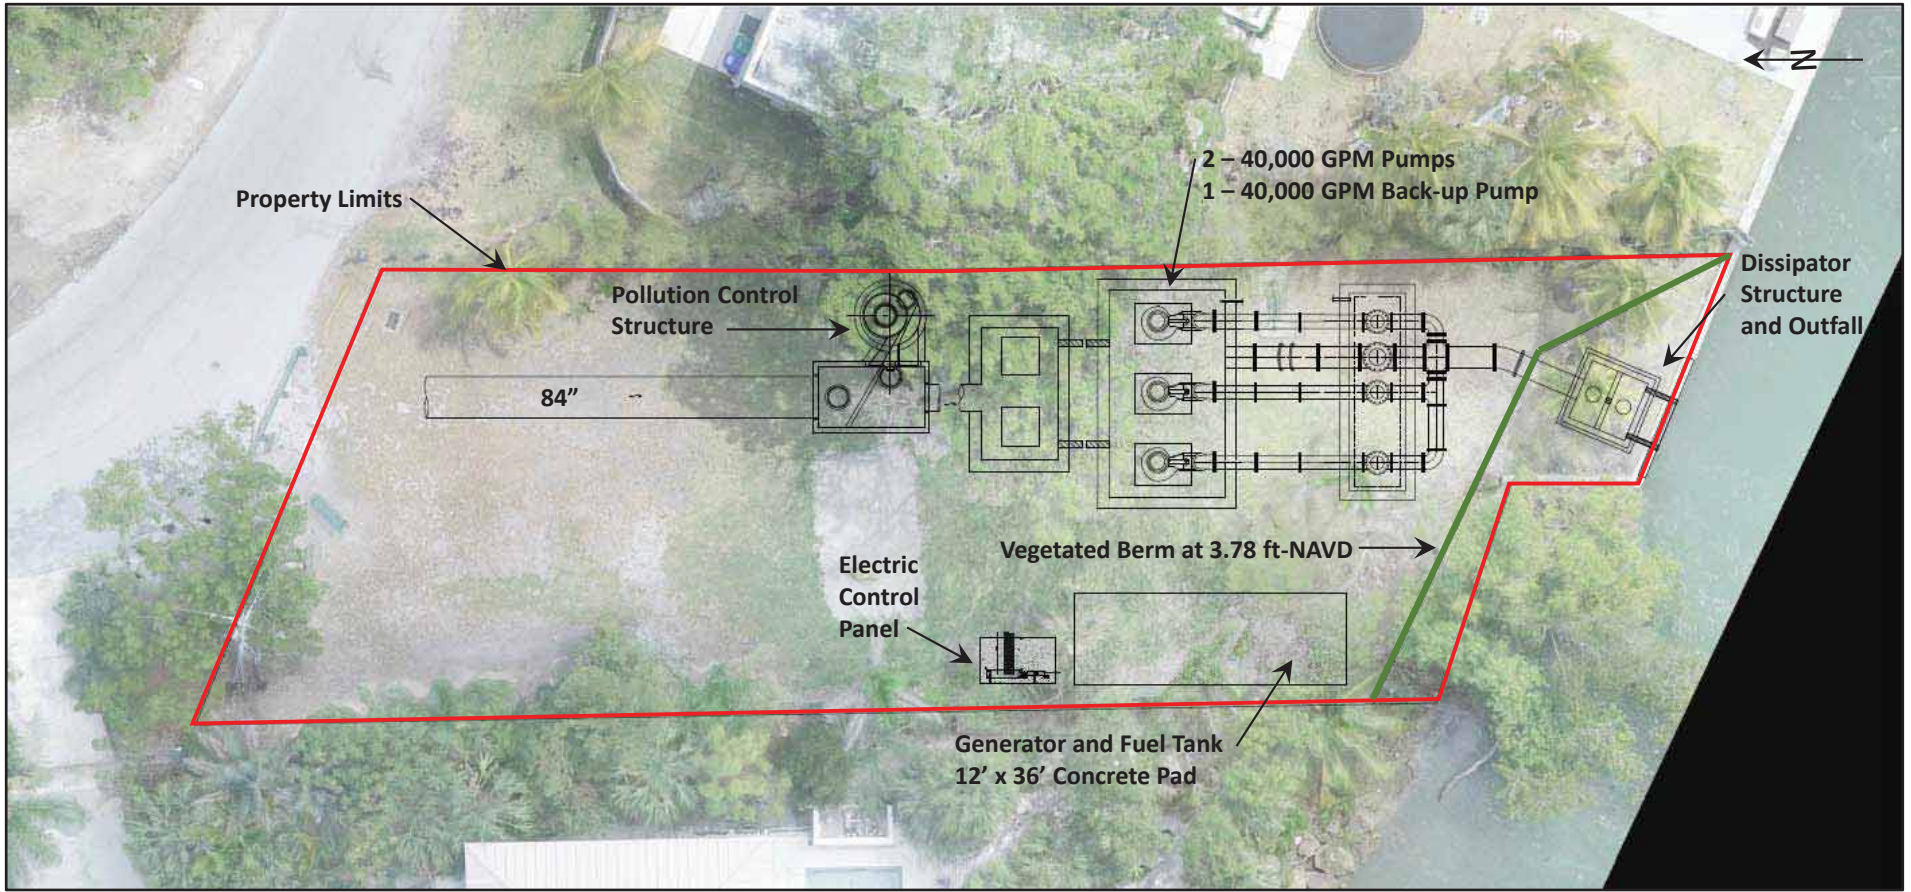 N
2 – 40,000 GPM Pumps
1 – 40,000 GPM Back-up Pump
Property Limits
Pollution Control
Structure
Dissipator
Structure
and Outfall
84”
Vegetated Berm at 3.78 ft-NAVD
Electric
Control
Panel
Generator and Fuel Tank
12’ x 36’ Concrete Pad